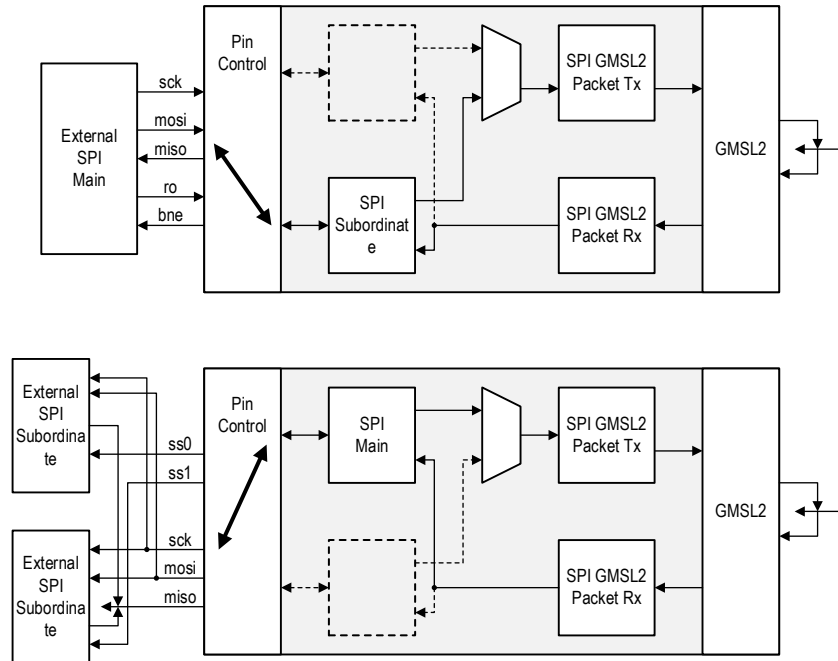 Pin
Control
SPI GMSL2
Packet Tx
sck
mosi
miso
ro
bne
External
SPI
Main
GMSL2
SPI
Subordinat
e
SPI GMSL2
Packet Rx
External
SPI
Subordina
te
Pin
Control
SPI
Main
SPI GMSL2
Packet Tx
ss0
ss1
GMSL2
External
SPI
Subordina
te
sck
mosi
miso
SPI GMSL2
Packet Rx